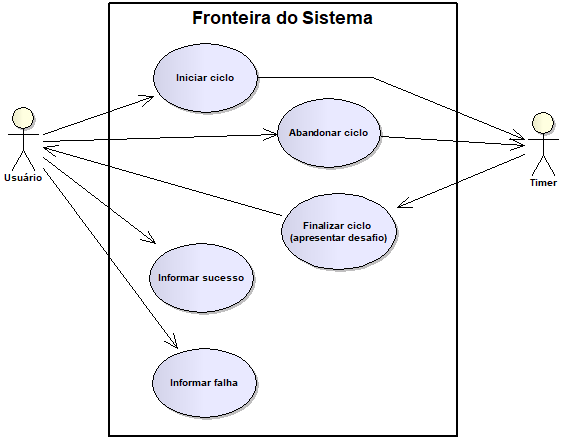 Fronteira do Sistema
Iniciar ciclo
Abandonar ciclo
Usuário
Timer
Finalizar ciclo
(apresentar desafio)
Informar sucesso
Informar falha